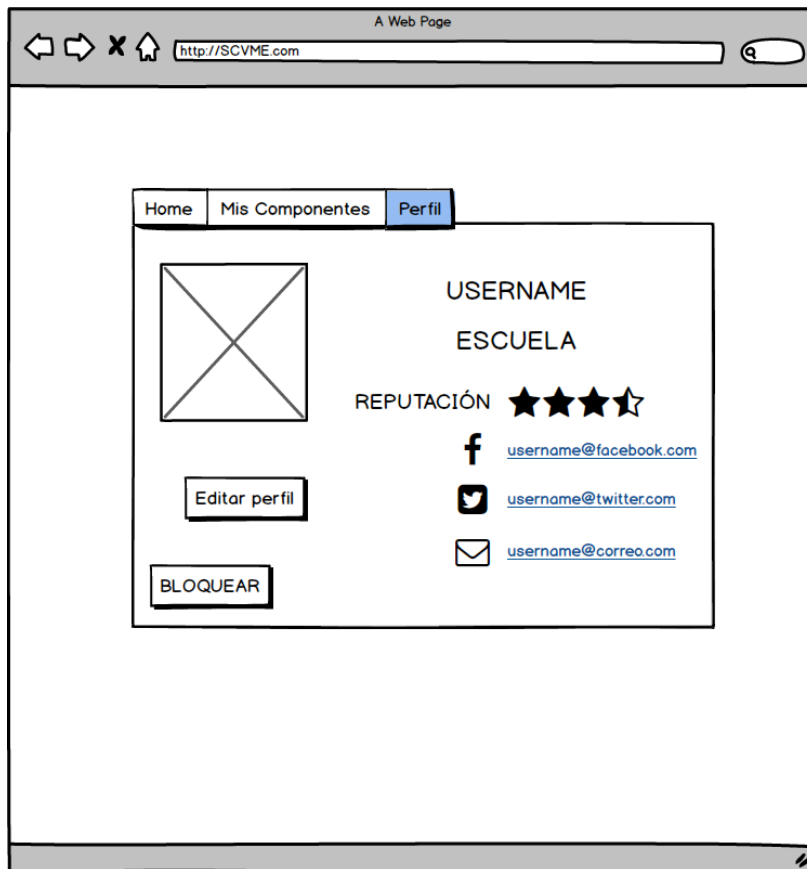 A Web Page
http://SCVME.com
Home Mis Componentes Perfil
USERNAME
ESCUELA
REPUTACIÓN
username@facebook.com
Editar perfil
username@twitter.com
username@correo.com
BLOQUEAR